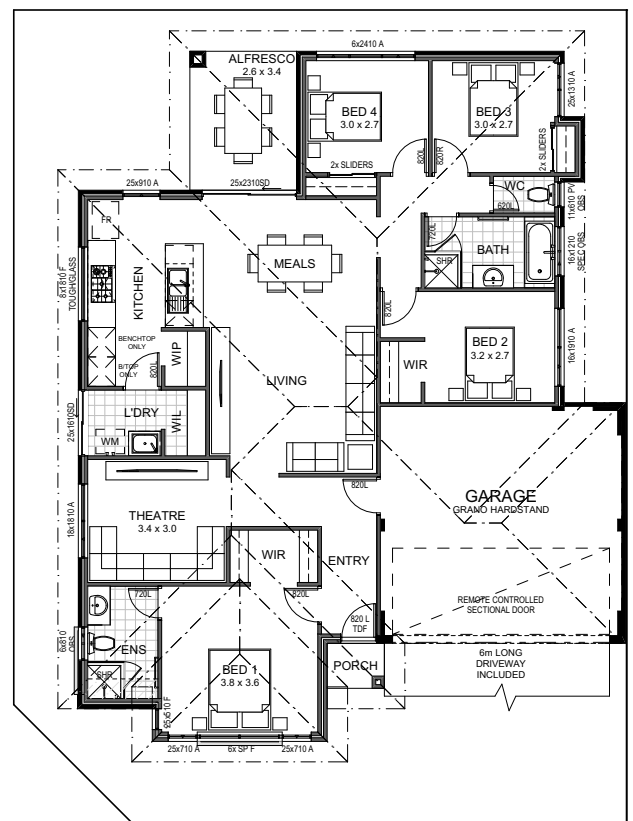 6x2410 A
ALFRESCO
2.6 x 3.4
BED 4
3.0 x 2.7
BED 3
3.0 x 2.7
25x1310 A
2x SLIDERS
820L
820R
2x SLIDERS
25x910 A
25x2310SD
WC
620L
11x610 PV
OBS
FR
8x1810 F
TOUGH/GLASS
KITCHEN
MEALS
720L
BATH
SHR
16x1210
SPEC OBS
820L
BENCHTOP
ONLY
B/TOP ONLY
820L
WIP
LIVING
WIR
BED 2
3.2 x 2.7
16x1910 A
25x1610SD
L'DRY
WIL
WM
820L
GARAGE
GRANO HARDSTAND
THEATRE
3.4 x 3.0
18x1810 A
WIR
ENTRY
REMOTE CONTROLLED
SECTIONAL DOOR
720L
820L
820 L
TDF
6x810
OBS
ENS
SHR
BED 1
3.8 x 3.6
PORCH
6m LONG
DRIVEWAY
INCLUDED
25x510 F
25x710 A
6x SP F
25x710 A